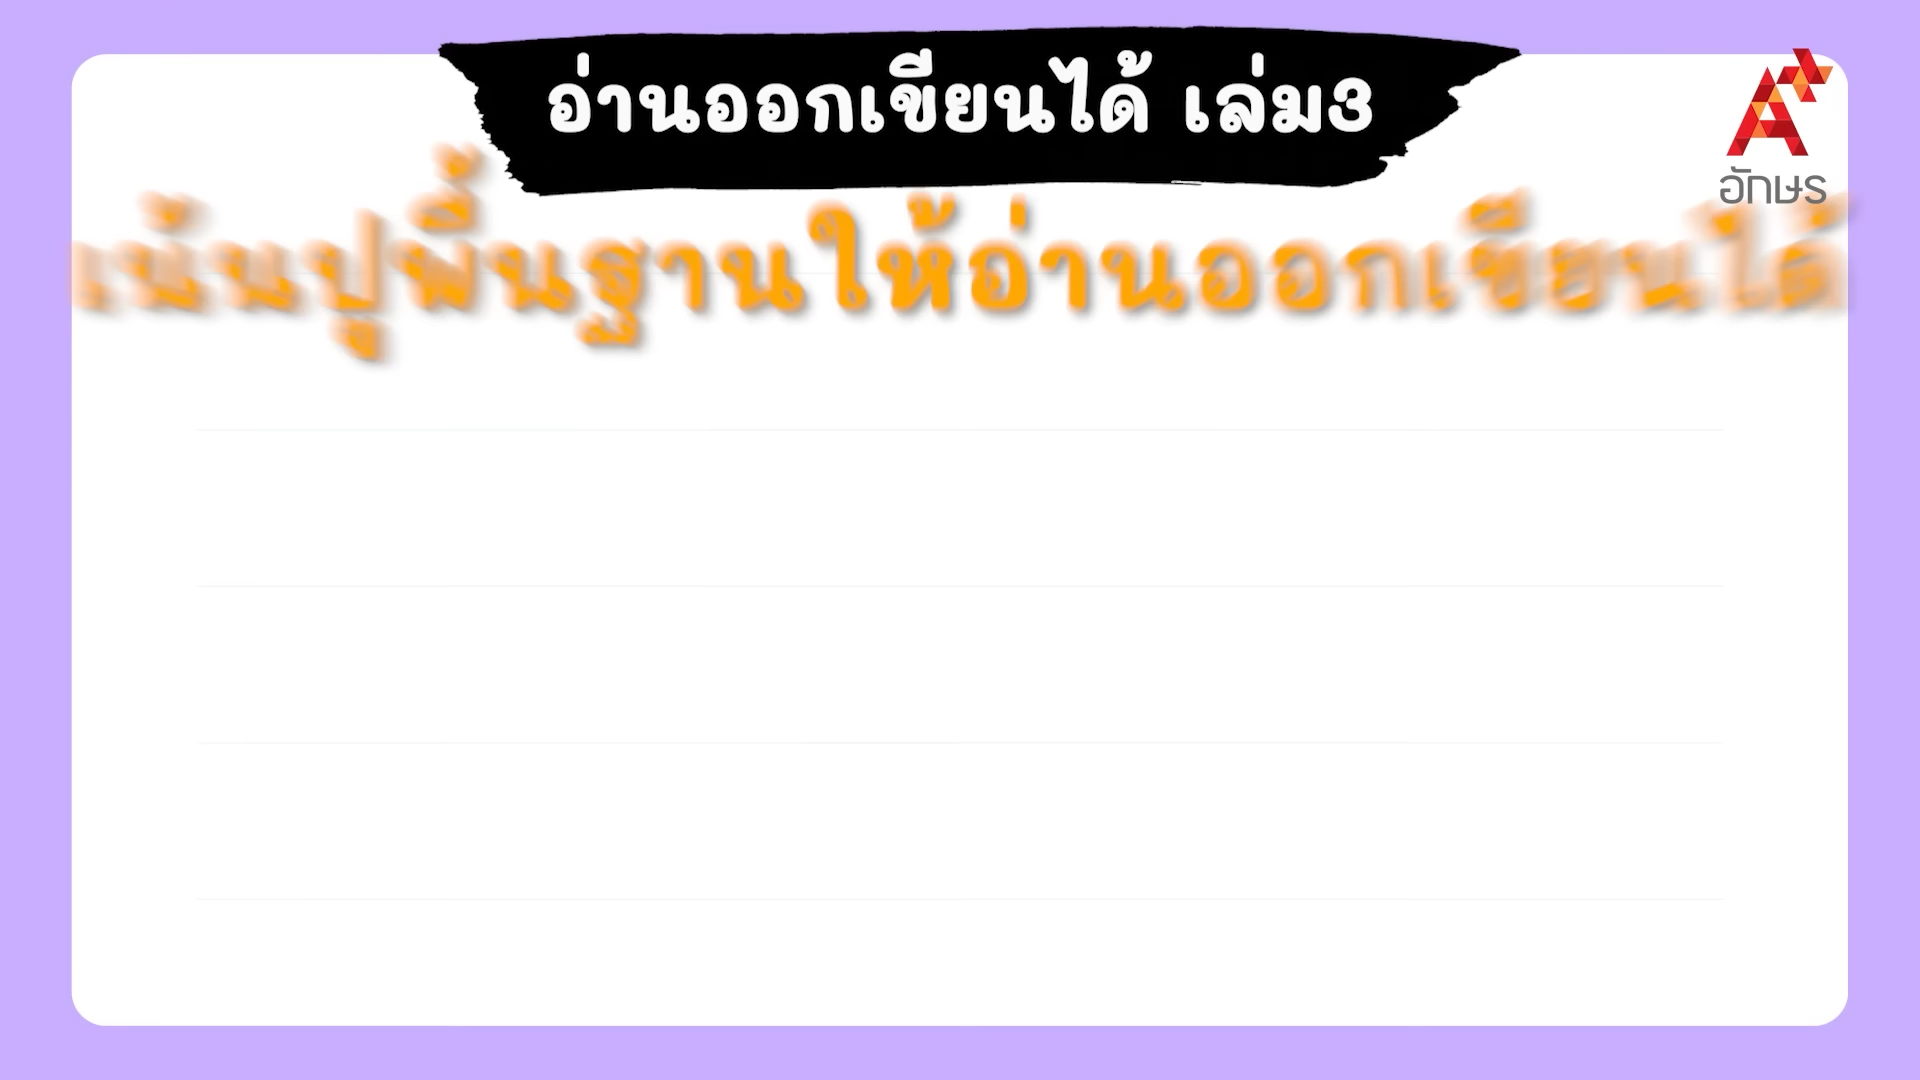 อ่านออกเขียนได้ เล่ม3
อักษร
เน้นปูพื้นฐานให้อ่านออกเขียนได้